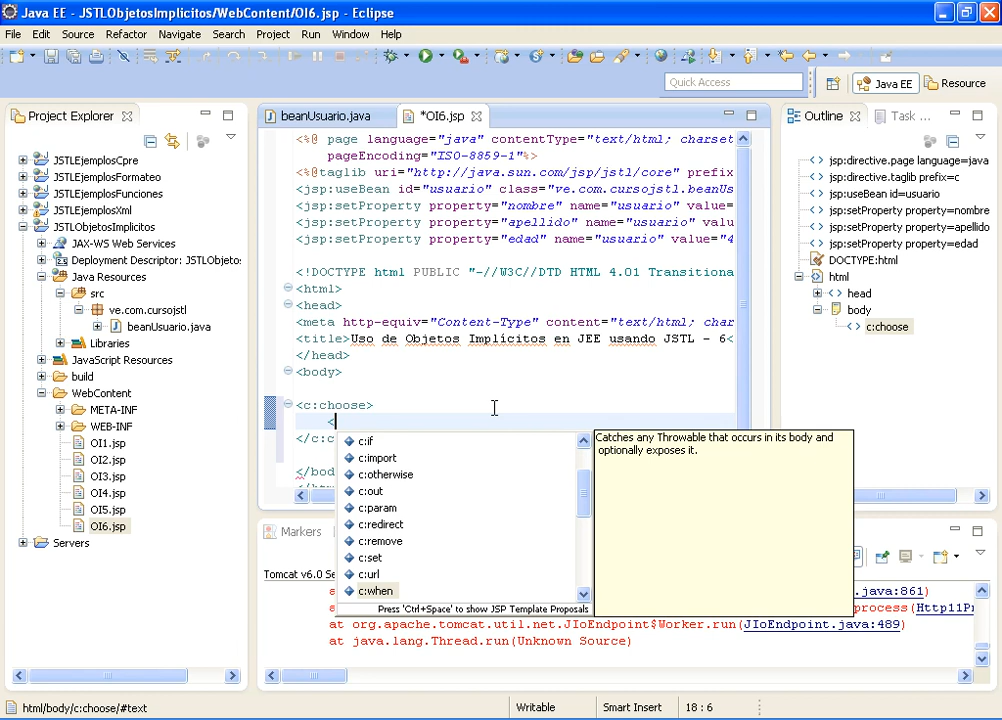 Java EE - JSTLObjetosImplicitos/WebContent/OI6.jsp - Eclipse
File Edit Source Refactor Navigate Search Project Run Window Help
Quick Access
Java EE
Resource
Project Explorer
JSTLEjemplosCpre
JSTLEjemplosFormateo
JSTLEjemplosFunciones
JSTLEjemplosXml
JSTLObjetosImplicitos
JAX-WS Web Services
Deployment Descriptor: JSTLObjeto:
Java Resources
src
ve.com.cursojstl
beanUsuario.java
Libraries
JavaScript Resources
build
WebContent
META-INF
WEB-INF
OI1.jsp
OI2.jsp
OI3.jsp
OI4.jsp
OI5.jsp
OI6.jsp
Servers
beanUsuario.java
*OI6.jsp
<%@ page language="java" contentType="text/html; charset
pageEncoding="ISO-8859-1"%>
<%@taglib uri="http://java.sun.com/jsp/jstl/core" prefix
<jsp:useBean id="usuario" class="ve.com.cursojstl.beanUs
<jsp:setProperty property="nombre" name="usuario" value=
<jsp:setProperty property="apellido" name="usuario" valu
<jsp:setProperty property="edad" name="usuario" value="4
<!DOCTYPE html PUBLIC "-//W3C//DTD HTML 4.01 Transitiona
<html>
<head>
<meta http-equiv="Content-Type" content="text/html; char
<title>Uso de Objetos Implícitos en JEE usando JSTL - 6<
</head>
<body>
<c:choose>
<
</c:c
</bod
c:if
c:import
c:otherwise
c:out
c:param
c:redirect
c:remove
c:set
c:url
c:when
Press 'Ctrl+Space' to show JSP Template Proposals
Catches any Throwable that occurs in its body and
optionally exposes it.
Outline
Task ...
jsp:directive.page language=java
jsp:directive.taglib prefix=c
jsp:useBean id=usuario
jsp:setProperty property=nombre
jsp:setProperty property=apellido
jsp:setProperty property=edad
DOCTYPE:html
html
head
body
c:choose
Markers
Tomcat v6.0 Se
.java:861)
process(Http11P
at org.apache.tomcat.util.net.JIoEndpoint$Worker.run(JIoEndpoint.java:489)
at java.lang.Thread.run(Unknown Source)
html/body/c:choose/#text
Writable
Smart Insert
18 : 6